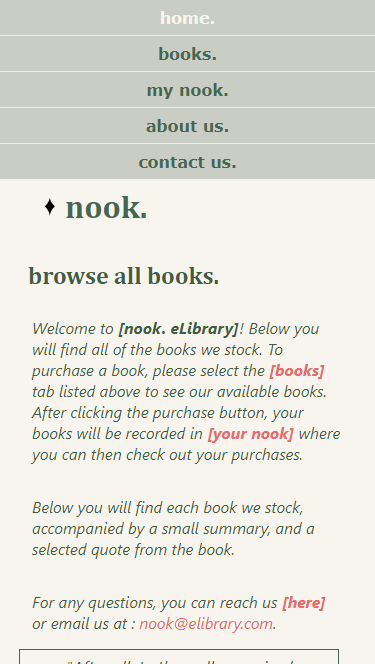 home.
books.
my nook.
about us.
contact us.
nook.
browse all books.
Welcome to [nook. eLibrary]! Below you
will find all of the books we stock. To
purchase a book, please select the [books]
tab listed above to see our available books.
After clicking the purchase button, your
books will be recorded in [your nook] where
you can then check out your purchases.
Below you will find each book we stock,
accompanied by a small summary, and a
selected quote from the book.
For any questions, you can reach us [here]
or email us at : nook@elibrary.com.